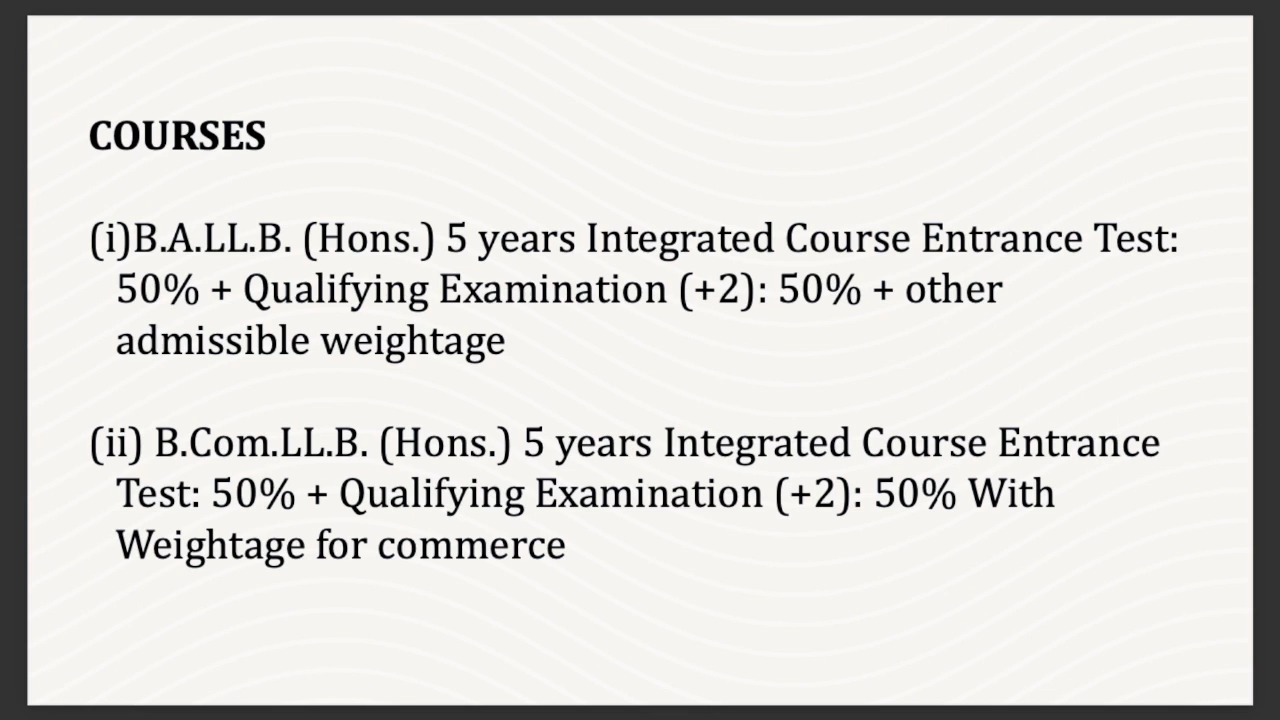 COURSES
(i)B.A.LL.B. (Hons.) 5 years Integrated Course Entrance Test:
50% + Qualifying Examination (+2): 50% + other
admissible weightage
(ii) B.Com.LL.B. (Hons.) 5 years Integrated Course Entrance
Test: 50% + Qualifying Examination (+2): 50% With
Weightage for commerce